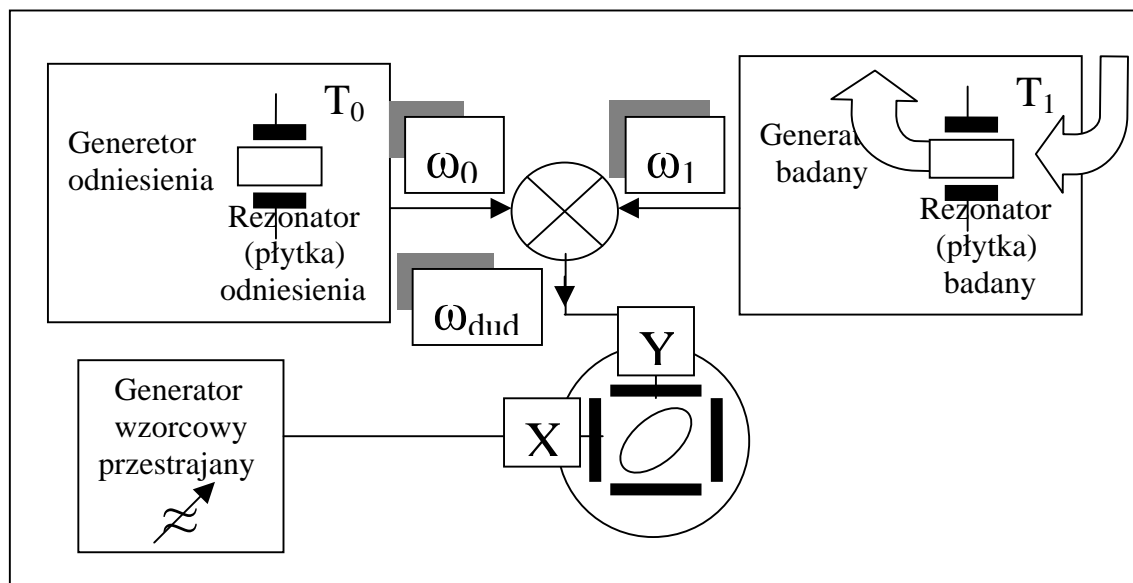 T₀
Generetor
odniesienia
Rezonator
(płytka)
odniesienia
ω₀
ω₁
T₁
Generat
badany
Rezonator
(płytka)
badany
ωdud
Y
X
Generator
wzorcowy
przestrajany